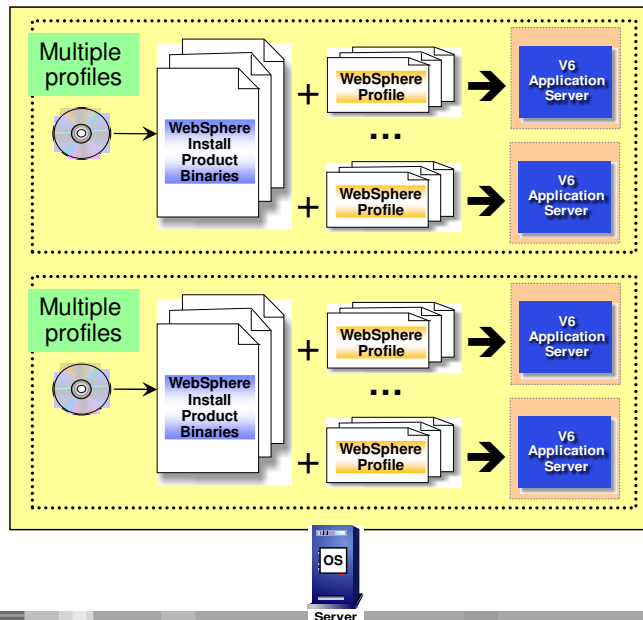 Multiple
profiles
WebSphere
Install
Product
Binaries
+
WebSphere
Profile
V6
Application
Server
...
+
WebSphere
Profile
V6
Application
Server
Multiple
profiles
WebSphere
Install
Product
Binaries
+
WebSphere
Profile
V6
Application
Server
...
+
WebSphere
Profile
V6
Application
Server
OS
Server